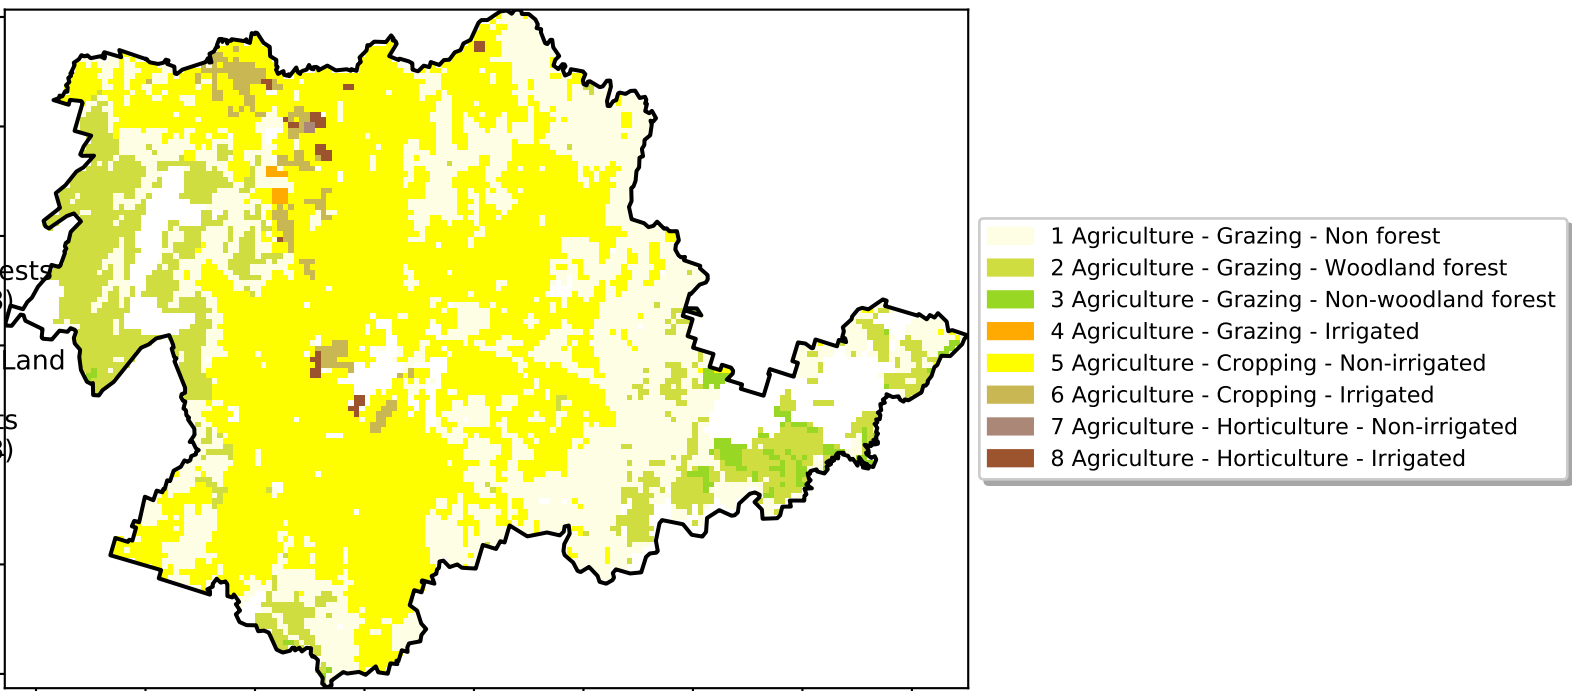 1 Agriculture - Grazing - Non forest
2 Agriculture - Grazing - Woodland forest
3 Agriculture - Grazing - Non-woodland forest
4 Agriculture - Grazing - Irrigated
5 Agriculture - Cropping - Non-irrigated
6 Agriculture - Cropping - Irrigated
7 Agriculture - Horticulture - Non-irrigated
8 Agriculture - Horticulture - Irrigated
ests
)
Land
ts
)